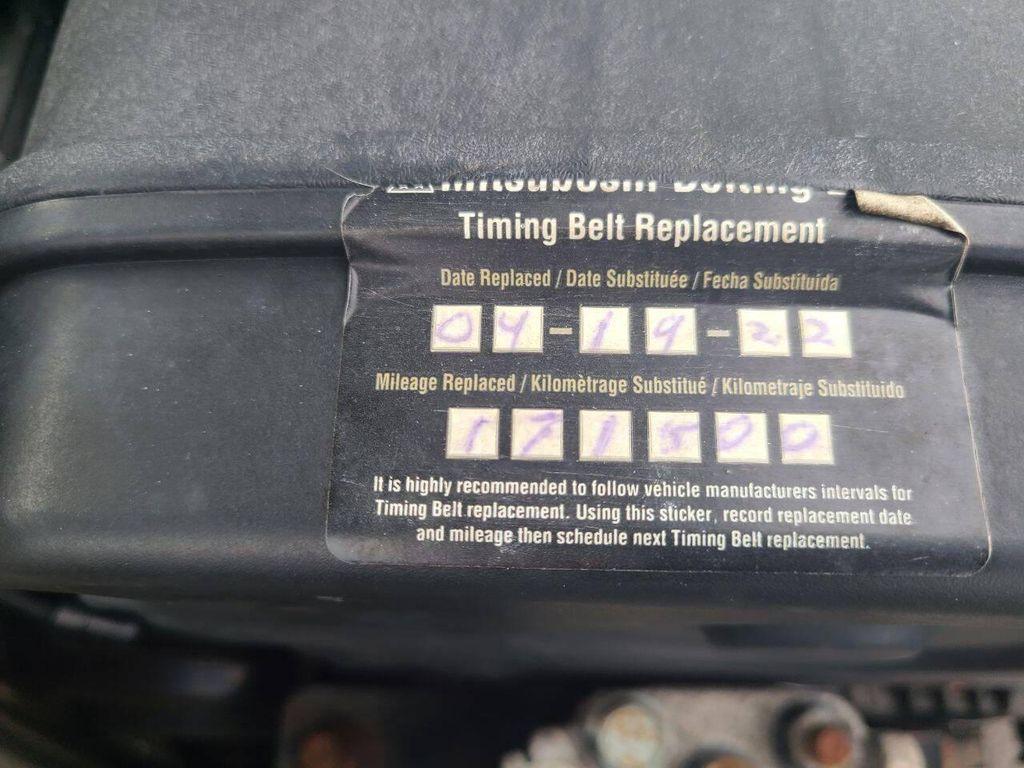 Mitsuboshi Belting
Timing Belt Replacement
Date Replaced / Date Substituée / Fecha Substituida
04-19-22
Mileage Replaced / Kilomètrage Substitué / Kilometraje Substituido
171500
It is highly recommended to follow vehicle manufacturers intervals for
Timing Belt replacement. Using this sticker, record replacement date
and mileage then schedule next Timing Belt replacement.